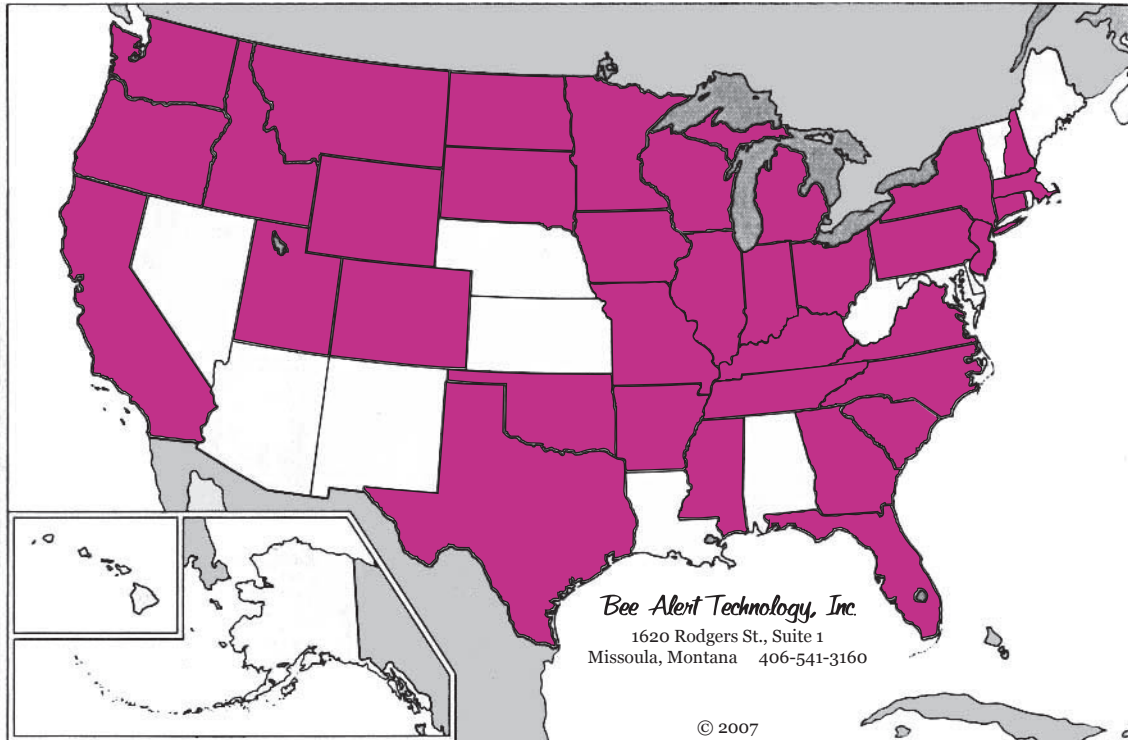 Bee Alert Technology, Inc.
1620 Rodgers St., Suite 1
Missoula, Montana 406-541-3160
© 2007